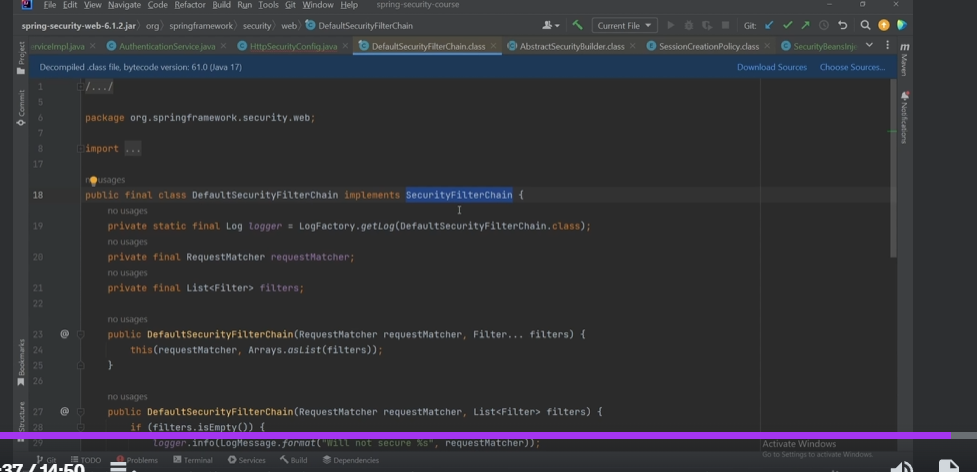 File Edit View Navigate Code Refactor Build Run Tools Git Window Help spring-security-course
spring-security-web-6.1.2.jar org springframework security web DefaultSecurityFilterChain Current File Git:
rviceImpl.java AuthenticationService.java HttpSecurityConfig.java DefaultSecurityFilterChain.class AbstractSecurityBuilder.class SessionCreationPolicy.class SecurityBeansInje
Decompiled .class file, bytecode version: 61.0 (Java 17) Download Sources Choose Sources...
Project
Commit
Bookmarks
Structure
Maven
Notifications
1 /.../
5
6 package org.springframework.security.web;
7
8 import ...
17
no usages
18 public final class DefaultSecurityFilterChain implements SecurityFilterChain {
no usages
19 private static final Log logger = LogFactory.getLog(DefaultSecurityFilterChain.class);
no usages
20 private final RequestMatcher requestMatcher;
no usages
21 private final List<Filter> filters;
22
no usages
23 @ public DefaultSecurityFilterChain(RequestMatcher requestMatcher, Filter... filters) {
24 this(requestMatcher, Arrays.asList(filters));
25 }
26
no usages
27 @ public DefaultSecurityFilterChain(RequestMatcher requestMatcher, List<Filter> filters) {
28 if (filters.isEmpty()) {
29 logger.info(LogMessage.format("Will not secure %s", requestMatcher));
Activate Windows
Go to Settings to activate Windows.
Git TODO Problems Terminal Services Build Dependencies
:37 / 14:50